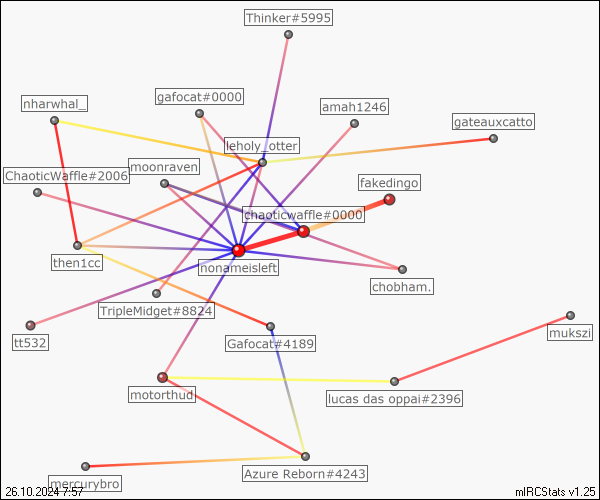 Thinker#5995
gafocat#0000
nharwhal_
amah1246
gateauxcatto
leholy_otter
moonraven
ChaoticWaffle#2006
fakedingo
chaoticwaffle#0000
then1cc
nonameisleft
chobham.
TripleMidget#8824
tt532
Gafocat#4189
mukszi
motorthud
lucas das oppai#2396
Azure Reborn#4243
mercurybro
26.10.2024 7:57
mIRCStats v1.25